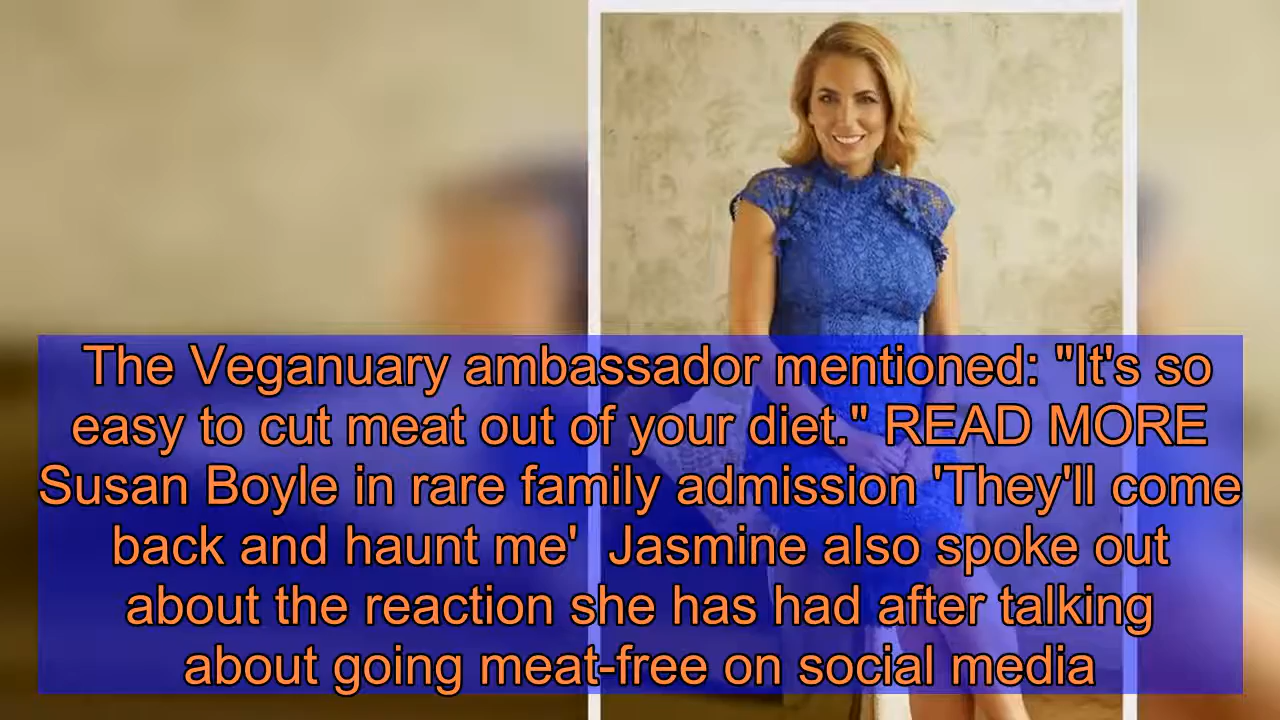 The Veganuary ambassador mentioned: "It's so
easy to cut meat out of your diet." READ MORE
Susan Boyle in rare family admission 'They'll come
back and haunt me'  Jasmine also spoke out
about the reaction she has had after talking
about going meat-free on social media